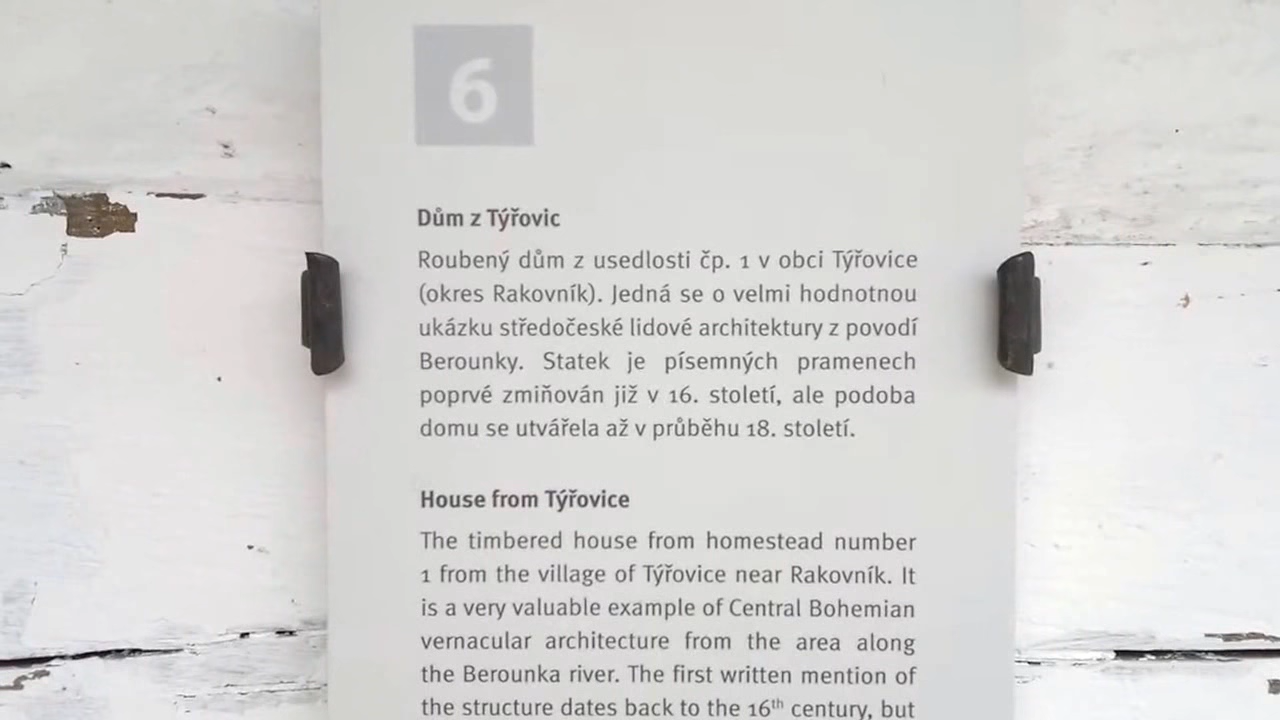 6
Dům z Týřovic
Roubený dům z usedlosti čp. 1 v obci Týřovice
(okres Rakovník). Jedná se o velmi hodnotnou
ukázku středočeské lidové architektury z povodí
Berounky. Statek je písemných pramenech
poprvé zmiňován již v 16. století, ale podoba
domu se utvářela až v průběhu 18. století.
House from Týřovice
The timbered house from homestead number
1 from the village of Týřovice near Rakovník. It
is a very valuable example of Central Bohemian
vernacular architecture from the area along
the Berounka river. The first written mention of
the structure dates back to the 16th century, but